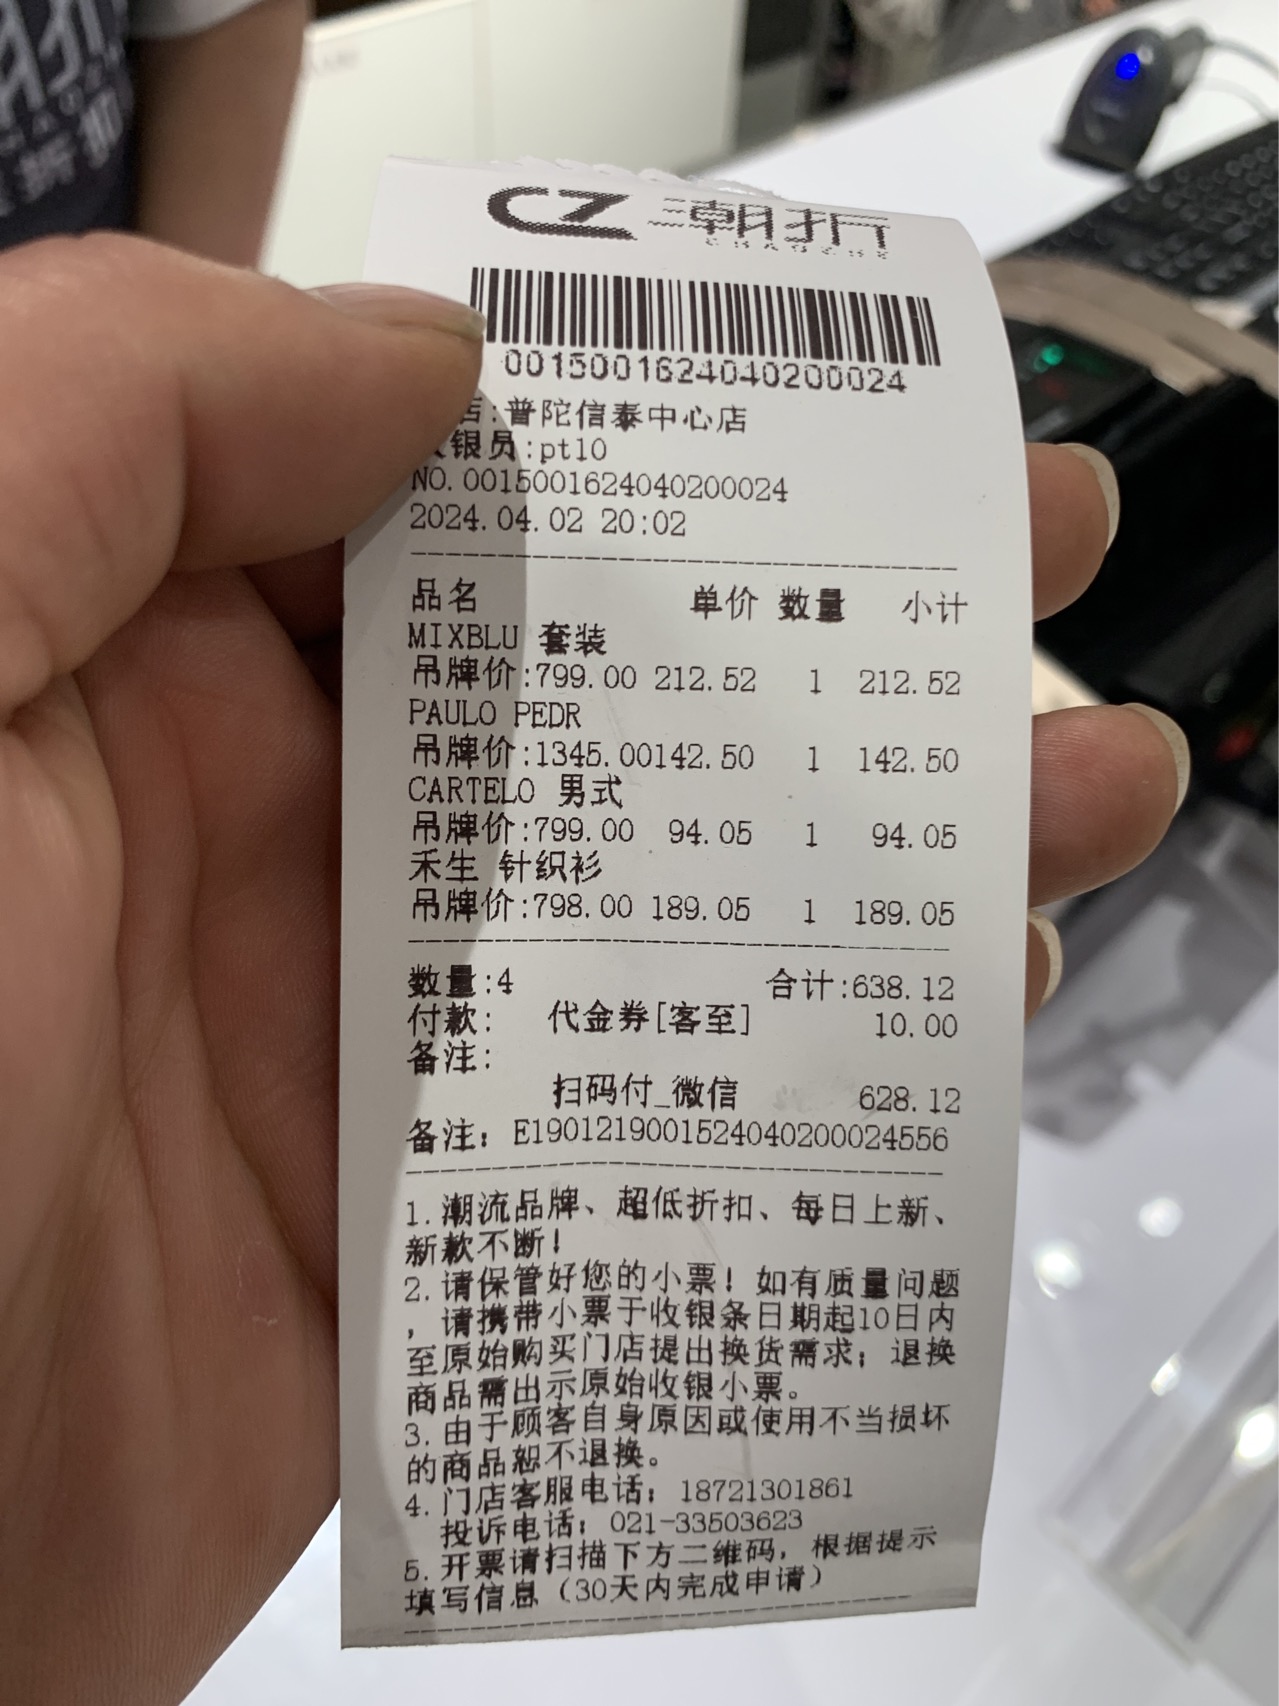 CZ 潮折
CHAOZHE
0015001624040200024
店:普陀信泰中心店
银员:pt10
NO.0015001624040200024
2024.04.02 20:02
品名 单价 数量 小计
MIXBLU 套装
吊牌价:799.00 212.52 1 212.52
PAULO PEDR
吊牌价:1345.00142.50 1 142.50
CARTELO 男式
吊牌价:799.00 94.05 1 94.05
禾生 针织衫
吊牌价:798.00 189.05 1 189.05
数量:4 合计:638.12
付款: 代金券[客至] 10.00
备注:
扫码付_微信 628.12
备注: E19012190015240402000​24556
1.潮流品牌、超低折扣、每日上新、
新款不断!
2.请保管好您的小票!如有质量问题
,请携带小票于收银条日期起10日内
至原始购买门店提出换货需求;退换
商品需出示原始收银小票。
3.由于顾客自身原因或使用不当损坏
的商品恕不退换。
4.门店客服电话: 18721301861
投诉电话: 021-33503623
5.开票请扫描下方二维码,根据提示
填写信息(30天内完成申请)